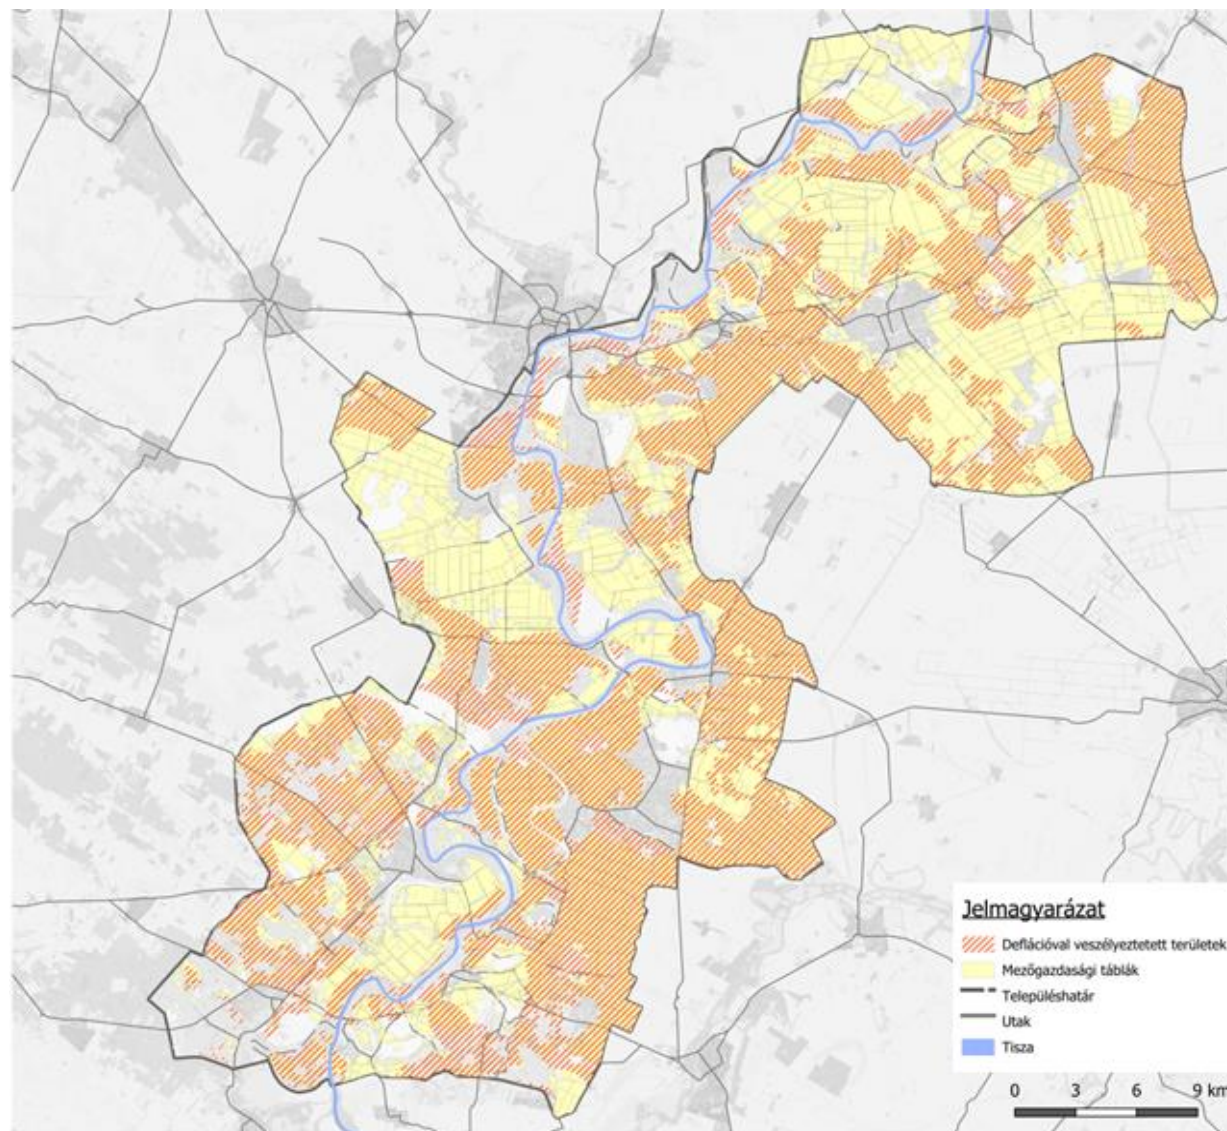 Jelmagyarázat
Deflációval veszélyeztetett területek
Mezőgazdasági táblák
Településhatár
Utak
Tisza
0 3 6 9 km